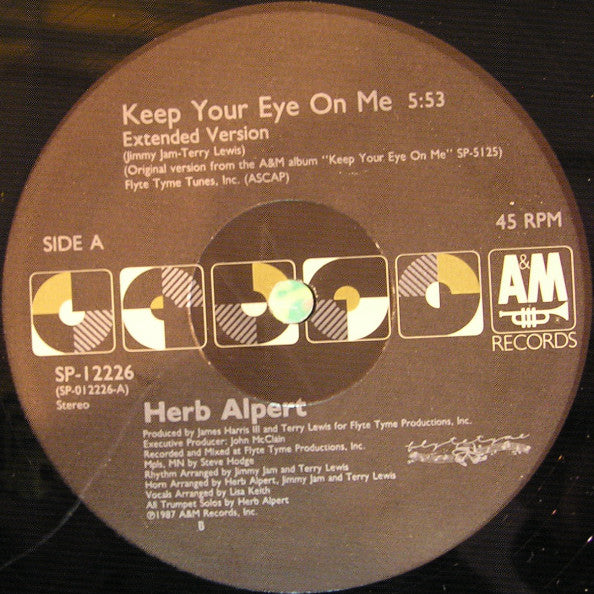 Keep Your Eye On Me 5:53
Extended Version
(Jimmy Jam-Terry Lewis)
(Original version from the A&M album "Keep Your Eye On Me" SP-5125)
Flyte Tyme Tunes, Inc. (ASCAP)
SIDE A
45 RPM
A&M
RECORDS
SP-12226
(SP-012226-A)
Stereo
Herb Alpert
Produced by James Harris III and Terry Lewis for Flyte Tyme Productions, Inc.
Executive Producer: John McClain
Recorded and Mixed at Flyte Tyme Productions, Inc.
Mpls, MN by Steve Hodge
Rhythm Arranged by Jimmy Jam and Terry Lewis
Horn Arranged by Herb Alpert, Jimmy Jam and Terry Lewis
Vocals Arranged by Lisa Keith
All Trumpet Solos by Herb Alpert
℗1987 A&M Records, Inc.
B